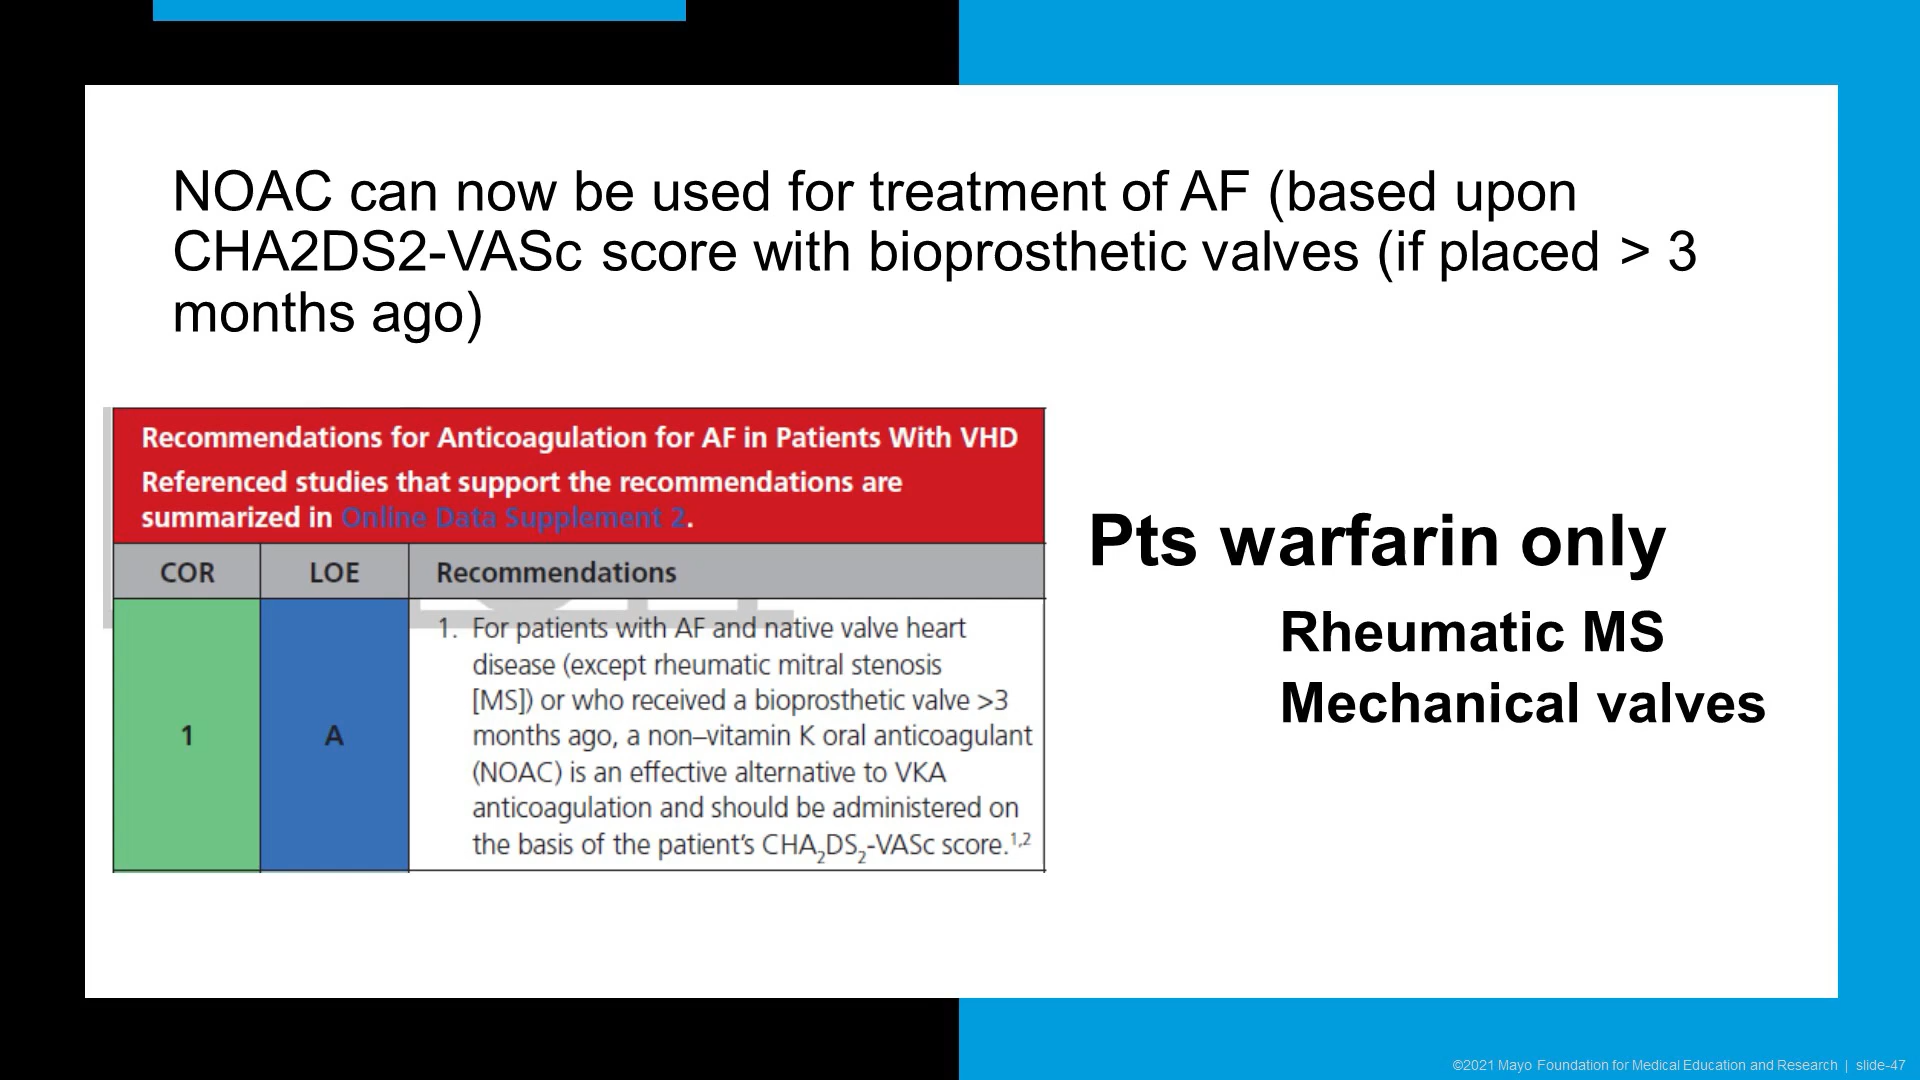 NOAC can now be used for treatment of AF (based upon
CHA2DS2-VASc score with bioprosthetic valves (if placed > 3
months ago)
Recommendations for Anticoagulation for AF in Patients With VHD
Referenced studies that support the recommendations are
summarized in Online Data Supplement 2.
COR LOE Recommendations
1 A
1. For patients with AF and native valve heart
disease (except rheumatic mitral stenosis
[MS]) or who received a bioprosthetic valve >3
months ago, a non–vitamin K oral anticoagulant
(NOAC) is an effective alternative to VKA
anticoagulation and should be administered on
the basis of the patient's CHA₂DS₂-VASc score.¹,²
Pts warfarin only
Rheumatic MS
Mechanical valves
©2021 Mayo Foundation for Medical Education and Research | slide-47